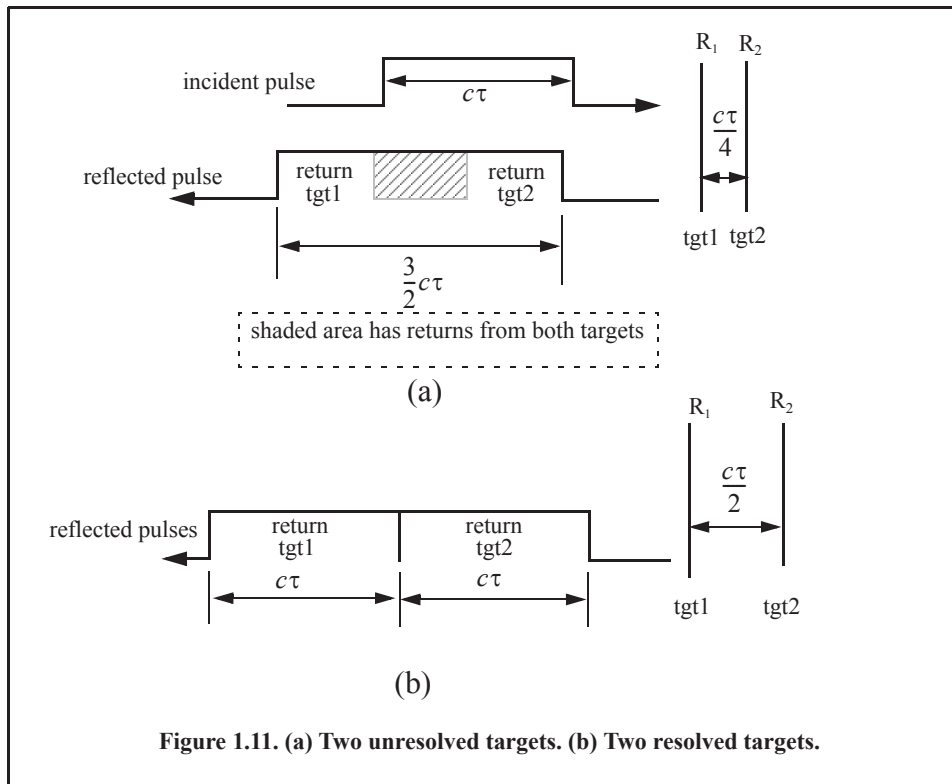 R₁ R₂
incident pulse
cτ
cτ/4
reflected pulse
return tgt1
return tgt2
tgt1 tgt2
3/2 cτ
shaded area has returns from both targets
(a)
R₁ R₂
cτ/2
reflected pulses
return tgt1
return tgt2
cτ cτ
tgt1 tgt2
(b)
Figure 1.11. (a) Two unresolved targets. (b) Two resolved targets.